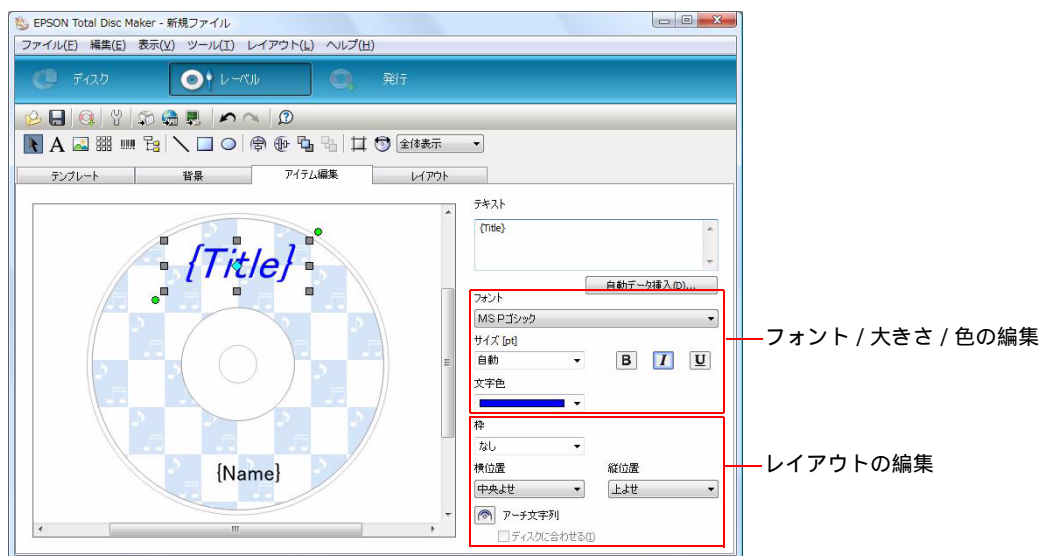 EPSON Total Disc Maker - 新規ファイル
ファイル(F) 編集(E) 表示(V) ツール(T) レイアウト(L) ヘルプ(H)
ディスク レーベル 発行
全体表示
テンプレート 背景 アイテム編集 レイアウト
テキスト
{Title}
自動データ挿入(D)...
フォント
MS Pゴシック
サイズ [pt]
自動 B I U
文字色
枠
なし
横位置 縦位置
中央よせ 上よせ
アーチ文字列
ディスクに合わせる(I)
{Title}
{Name}
フォント / 大きさ / 色の編集
レイアウトの編集